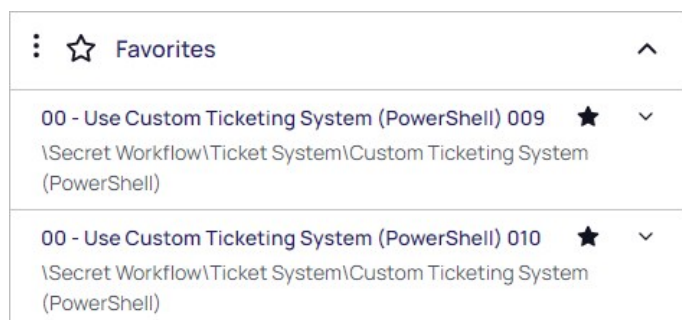 Favorites
00 - Use Custom Ticketing System (PowerShell) 009
\Secret Workflow\Ticket System\Custom Ticketing System
(PowerShell)
00 - Use Custom Ticketing System (PowerShell) 010
\Secret Workflow\Ticket System\Custom Ticketing System
(PowerShell)